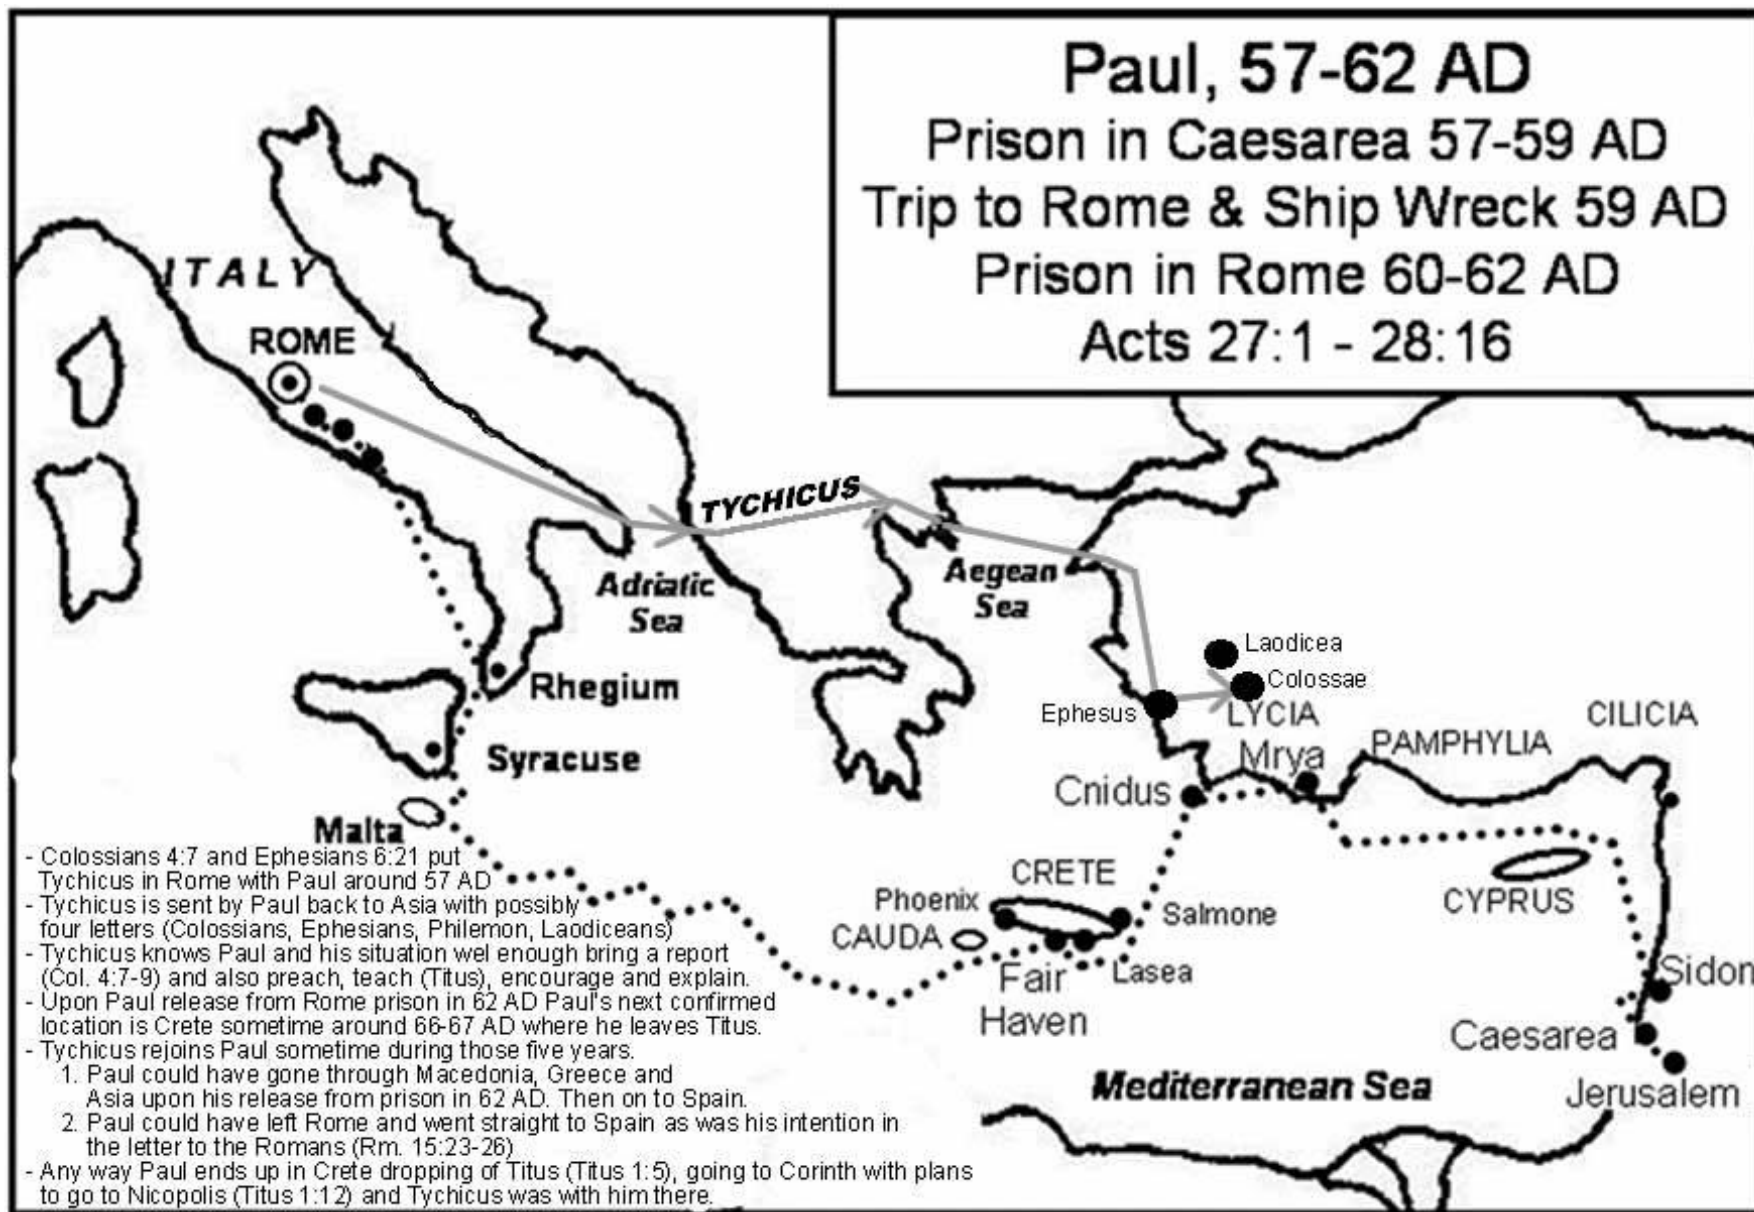 Paul, 57-62 AD
Prison in Caesarea 57-59 AD
Trip to Rome & Ship Wreck 59 AD
Prison in Rome 60-62 AD
Acts 27:1 - 28:16
ITALY
ROME
TYCHICUS
Adriatic
Sea
Aegean
Sea
Laodicea
Colossae
Ephesus
LYCIA
Mrya
PAMPHYLIA
CILICIA
Rhegium
Syracuse
Cnidus
Malta
CRETE
Phoenix
Salmone
CAUDA
CYPRUS
Fair
Haven
Lasea
Sidon
Caesarea
Jerusalem
Mediterranean Sea
- Colossians 4:7 and Ephesians 6:21 put
Tychicus in Rome with Paul around 57 AD
- Tychicus is sent by Paul back to Asia with possibly
four letters (Colossians, Ephesians, Philemon, Laodiceans)
- Tychicus knows Paul and his situation wel enough bring a report
(Col. 4:7-9) and also preach, teach (Titus), encourage and explain.
- Upon Paul release from Rome prison in 62 AD Paul's next confirmed
location is Crete sometime around 66-67 AD where he leaves Titus.
- Tychicus rejoins Paul sometime during those five years.
1. Paul could have gone through Macedonia, Greece and
Asia upon his release from prison in 62 AD. Then on to Spain.
2. Paul could have left Rome and went straight to Spain as was his intention in
the letter to the Romans (Rm. 15:23-26)
- Any way Paul ends up in Crete dropping of Titus (Titus 1:5), going to Corinth with plans
to go to Nicopolis (Titus 1:12) and Tychicus was with him there.